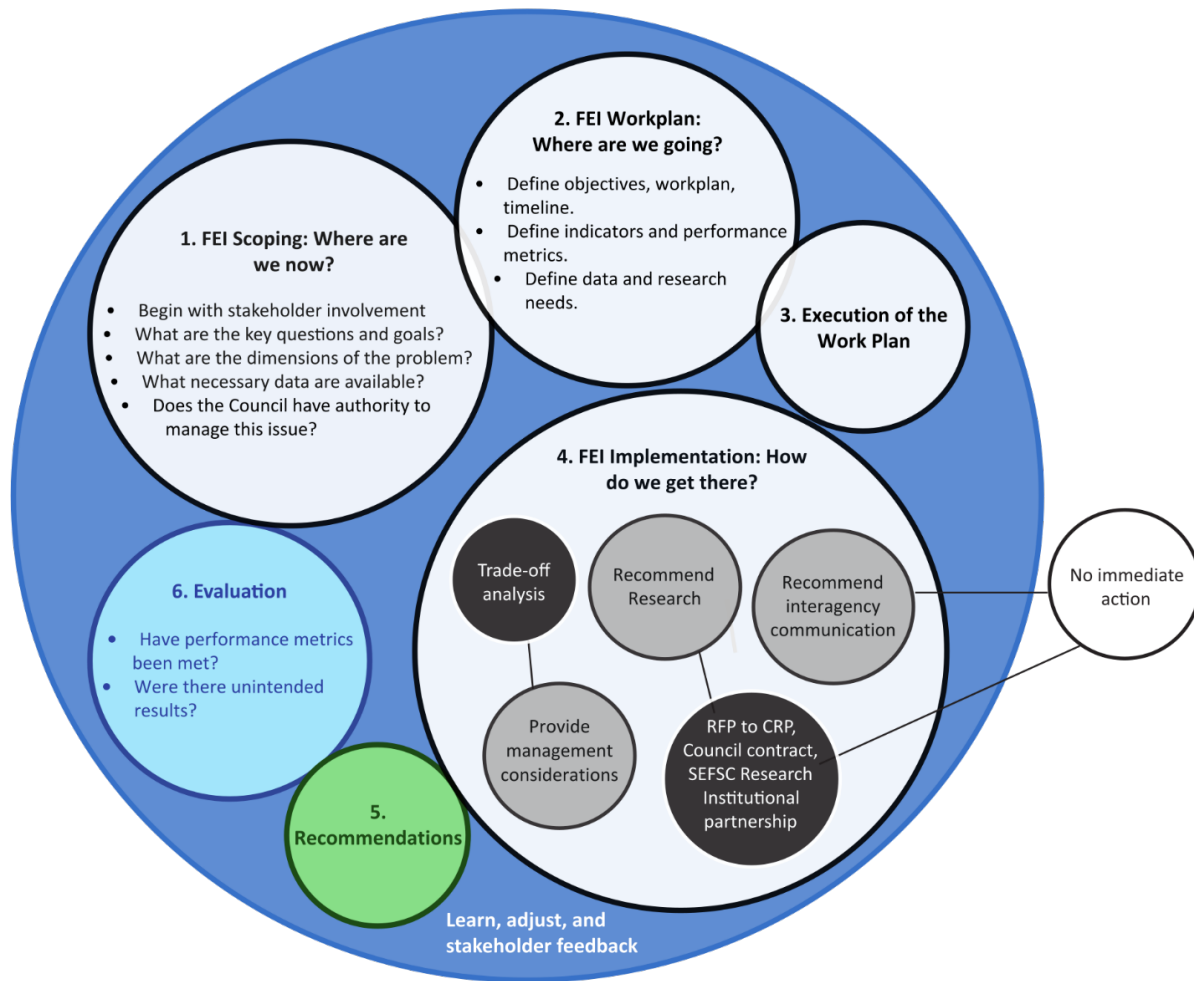 1. FEI Scoping: Where are
we now?
• Begin with stakeholder involvement
• What are the key questions and goals?
• What are the dimensions of the problem?
• What necessary data are available?
• Does the Council have authority to
manage this issue?
2. FEI Workplan:
Where are we going?
• Define objectives, workplan,
timeline.
• Define indicators and performance
metrics.
• Define data and research
needs.
3. Execution of the
Work Plan
4. FEI Implementation: How
do we get there?
Trade-off
analysis
Recommend
Research
Recommend
interagency
communication
No immediate
action
Provide
management
considerations
RFP to CRP,
Council contract,
SEFSC Research
Institutional
partnership
5.
Recommendations
6. Evaluation
• Have performance metrics
been met?
• Were there unintended
results?
Learn, adjust, and
stakeholder feedback